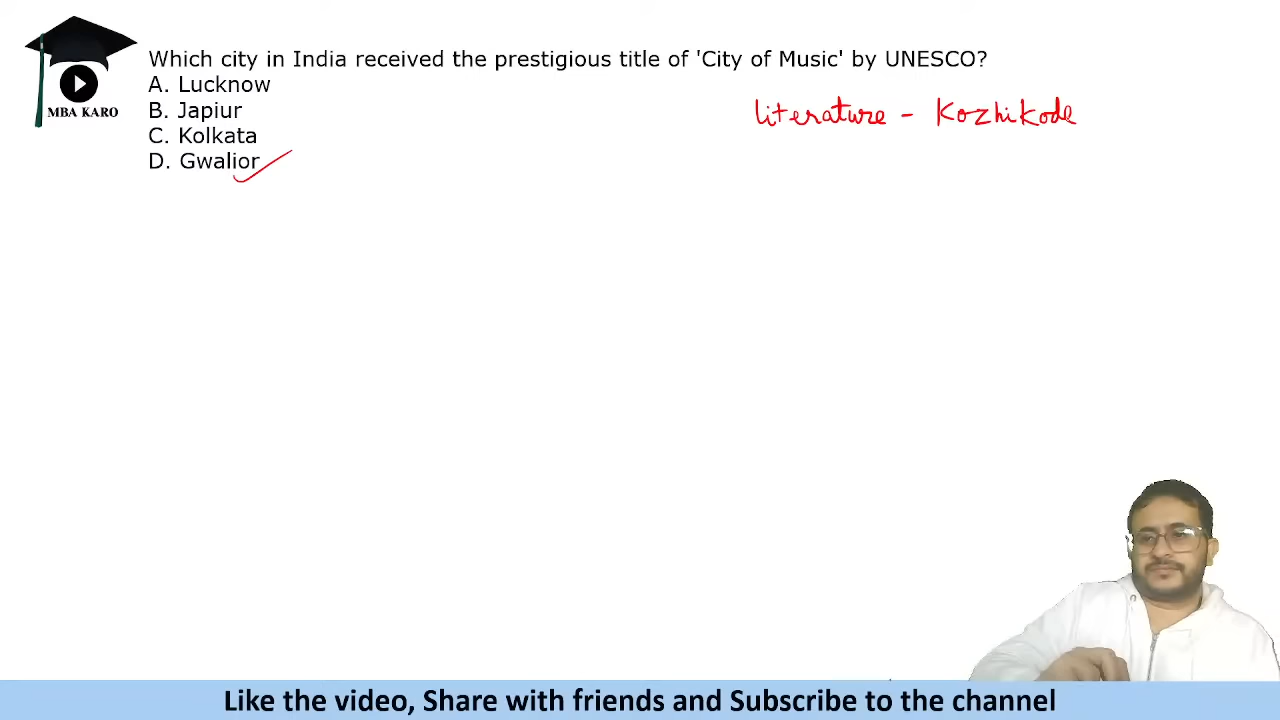 Which city in India received the prestigious title of 'City of Music' by UNESCO?
A. Lucknow
B. Japiur
C. Kolkata
D. Gwalior
literature - Kozhikode
MBA KARO
Like the video, Share with friends and Subscribe to the channel